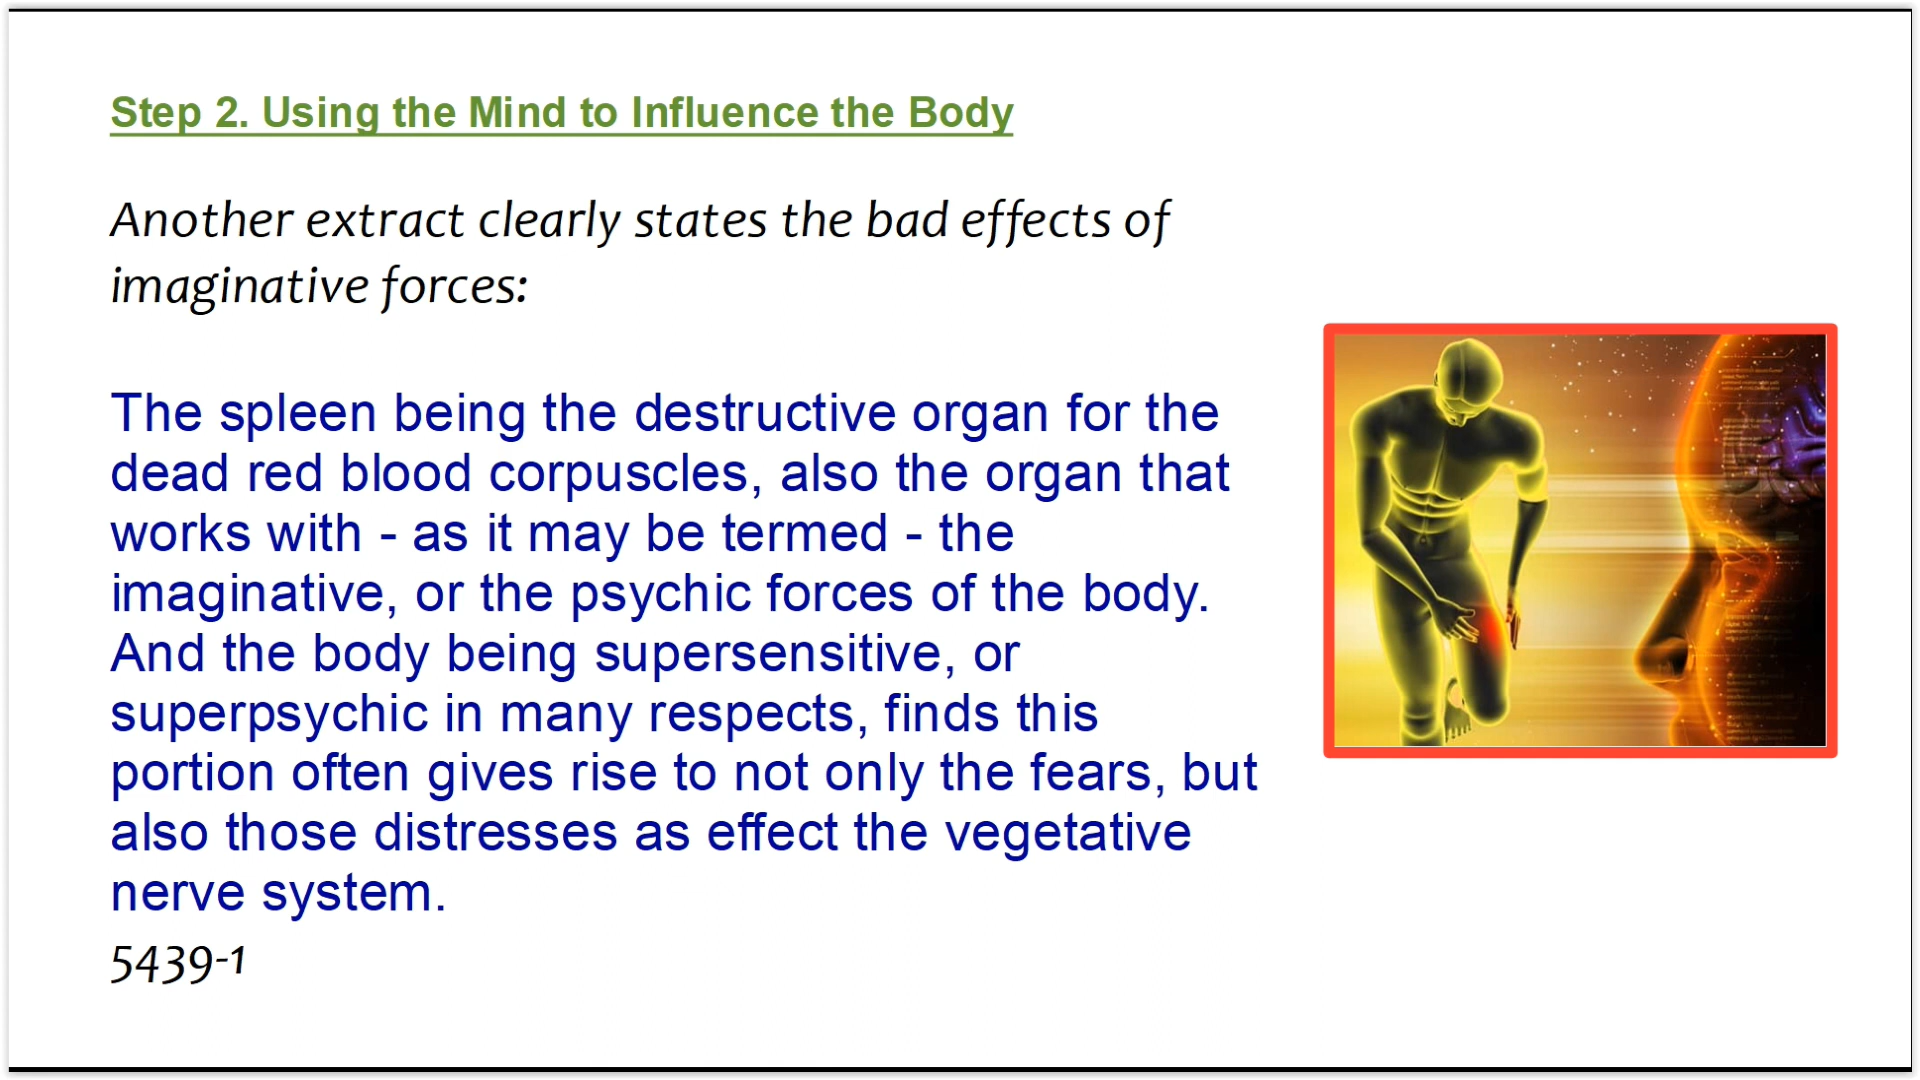 Step 2. Using the Mind to Influence the Body
Another extract clearly states the bad effects of
imaginative forces:
The spleen being the destructive organ for the
dead red blood corpuscles, also the organ that
works with - as it may be termed - the
imaginative, or the psychic forces of the body.
And the body being supersensitive, or
superpsychic in many respects, finds this
portion often gives rise to not only the fears, but
also those distresses as effect the vegetative
nerve system.
5439-1